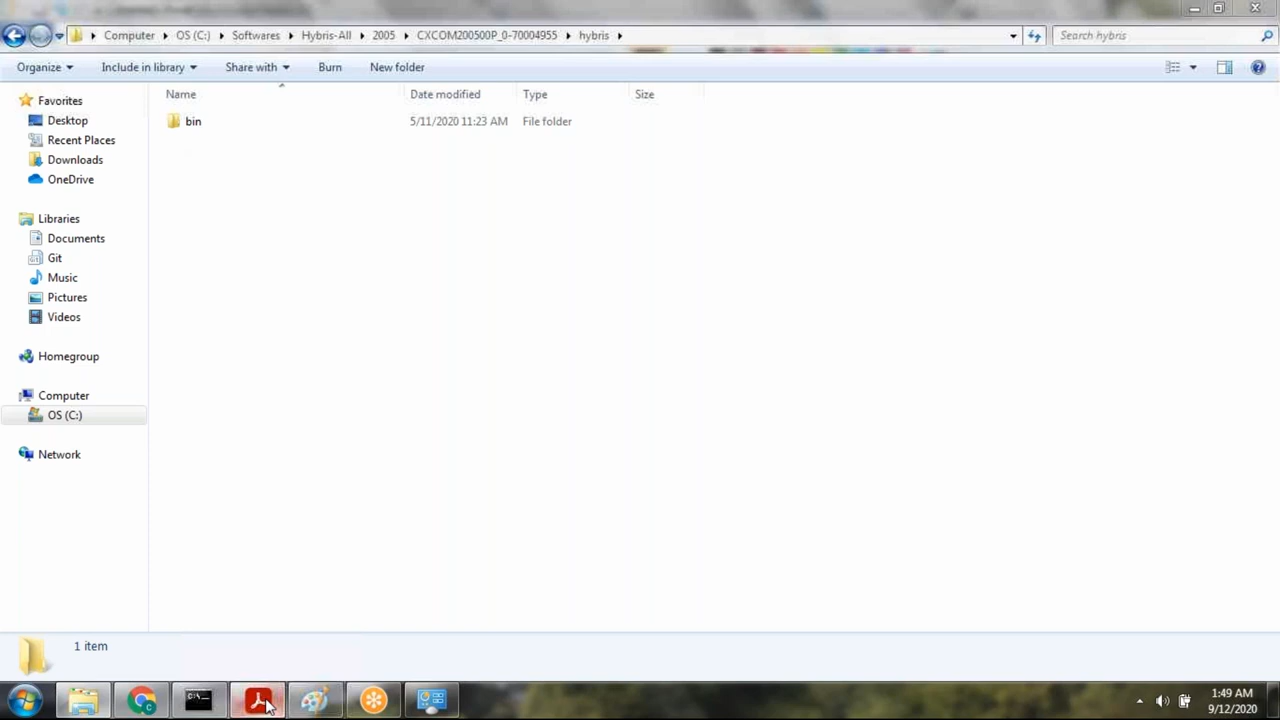 Computer OS (C:) Softwares Hybris-All 2005 CXCOM200500P_0-70004955 hybris Search hybris
Organize Include in library Share with Burn New folder
Name Date modified Type Size
bin 5/11/2020 11:23 AM File folder
Favorites
Desktop
Recent Places
Downloads
OneDrive
Libraries
Documents
Git
Music
Pictures
Videos
Homegroup
Computer
OS (C:)
Network
1 item
1:49 AM
9/12/2020